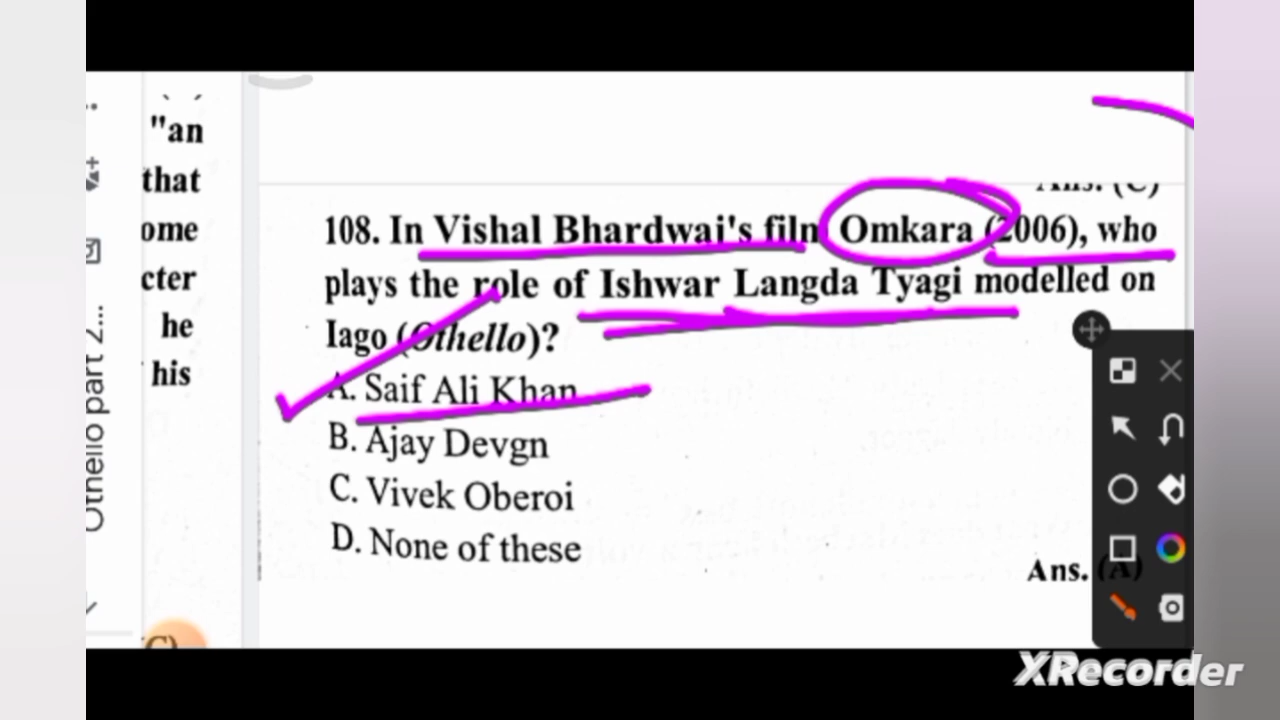 "an
that
ome
cter
he
his
Othello part 2...
108. In Vishal Bhardwai's film Omkara (2006), who
plays the role of Ishwar Langda Tyagi modelled on
Iago (Othello)?
A. Saif Ali Khan
B. Ajay Devgn
C. Vivek Oberoi
D. None of these
Ans. (A)
(C)
XRecorder